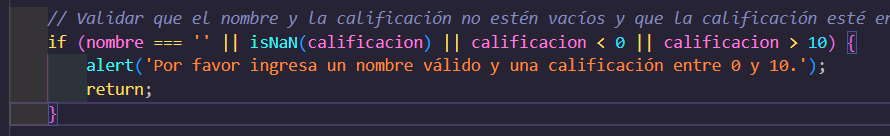 // Validar que el nombre y la calificación no estén vacíos y que la calificación esté en
if (nombre === '' || isNaN(calificacion) || calificacion < 0 || calificacion > 10) {
alert('Por favor ingresa un nombre válido y una calificación entre 0 y 10.');
return;
}